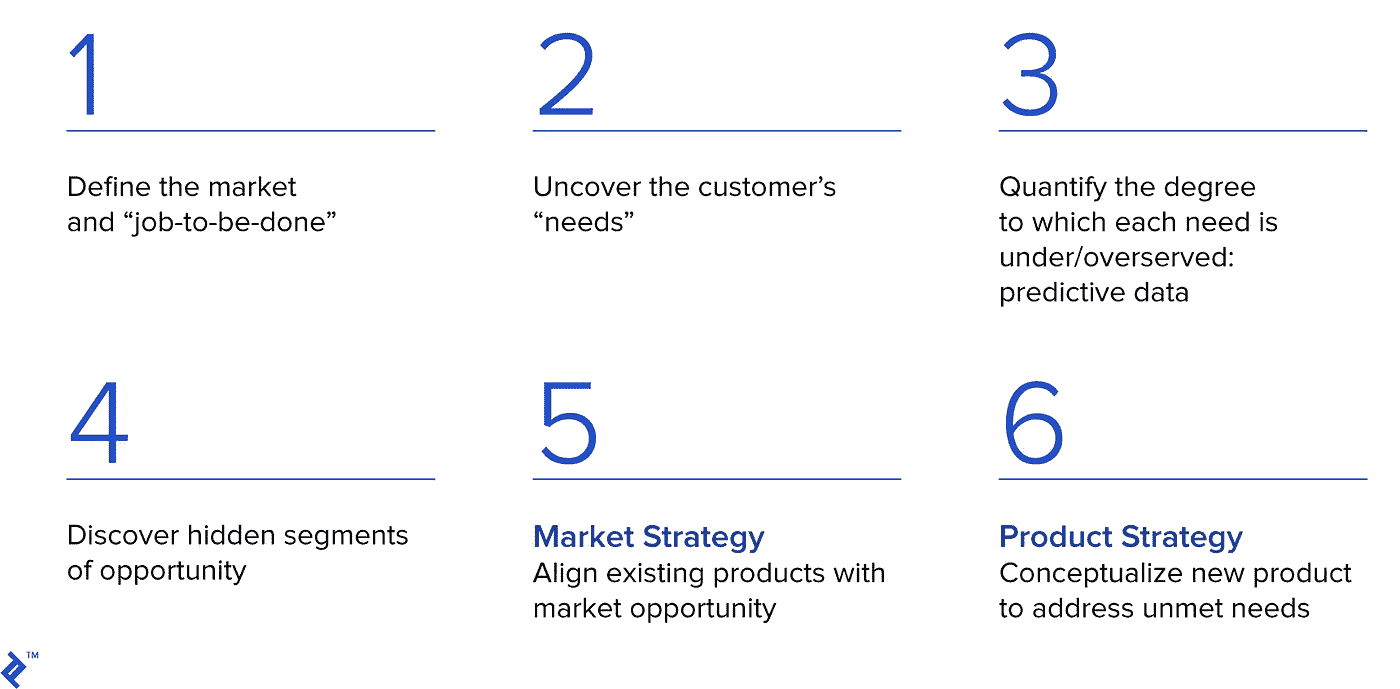 1
Define the market
and “job-to-be-done”
2
Uncover the customer’s
“needs”
3
Quantify the degree
to which each need is
under/overserved:
predictive data
4
Discover hidden segments
of opportunity
5
Market Strategy
Align existing products with
market opportunity
6
Product Strategy
Conceptualize new product
to address unmet needs
TM